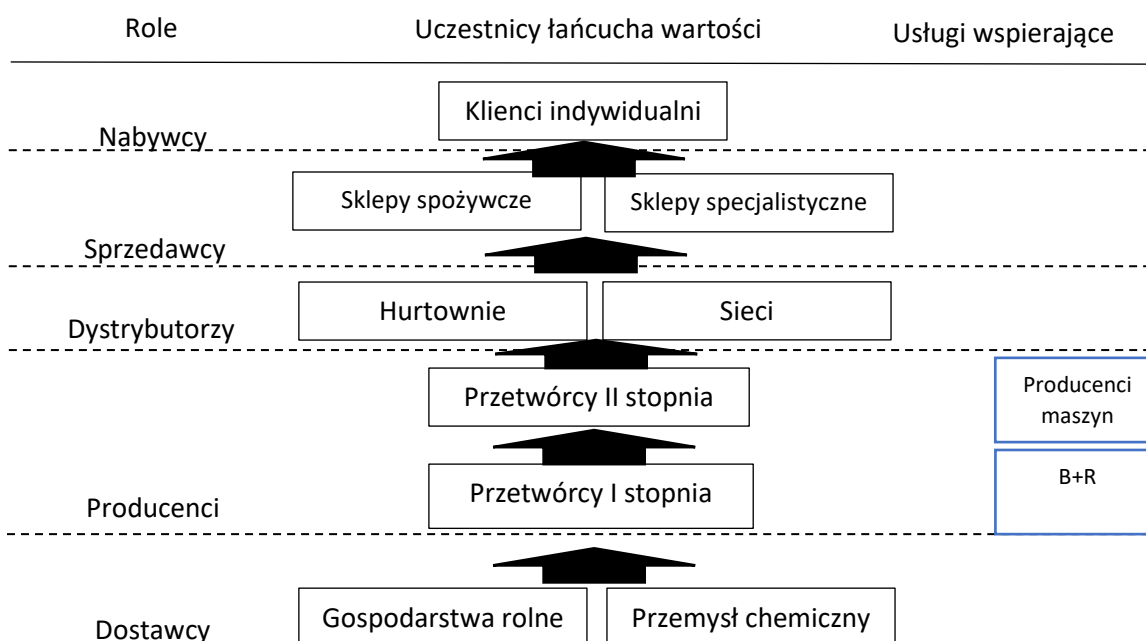 Role
Uczestnicy łańcucha wartości
Usługi wspierające
Klienci indywidualni
Nabywcy
Sklepy spożywcze
Sklepy specjalistyczne
Sprzedawcy
Hurtownie
Sieci
Dystrybutorzy
Przetwórcy II stopnia
Producenci
maszyn
Przetwórcy I stopnia
B+R
Producenci
Gospodarstwa rolne
Przemysł chemiczny
Dostawcy